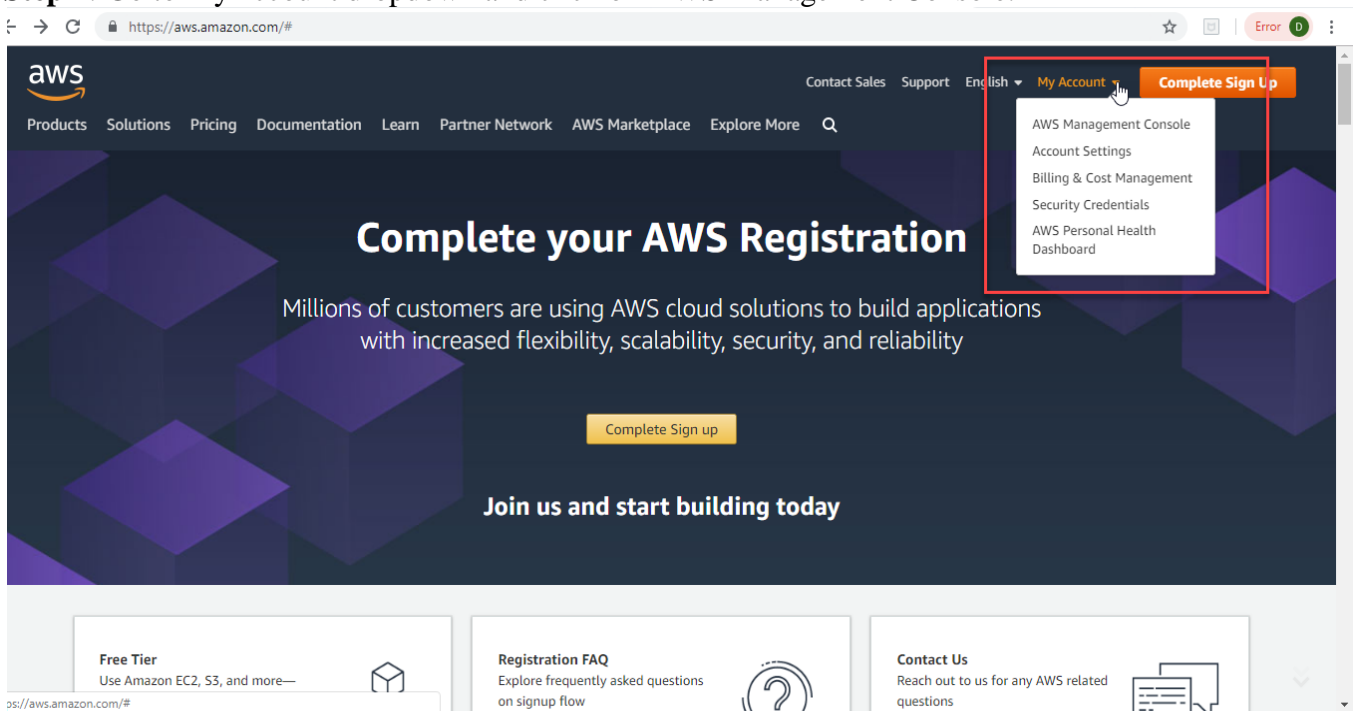 https://aws.amazon.com/#
Error D
aws
Contact Sales Support English My Account Complete Sign Up
Products Solutions Pricing Documentation Learn Partner Network AWS Marketplace Explore More
AWS Management Console
Account Settings
Billing & Cost Management
Security Credentials
AWS Personal Health
Dashboard
Complete your AWS Registration
Millions of customers are using AWS cloud solutions to build applications
with increased flexibility, scalability, security, and reliability
Complete Sign up
Join us and start building today
Free Tier
Use Amazon EC2, S3, and more—
Registration FAQ
Explore frequently asked questions
on signup flow
Contact Us
Reach out to us for any AWS related
questions
ps://aws.amazon.com/#